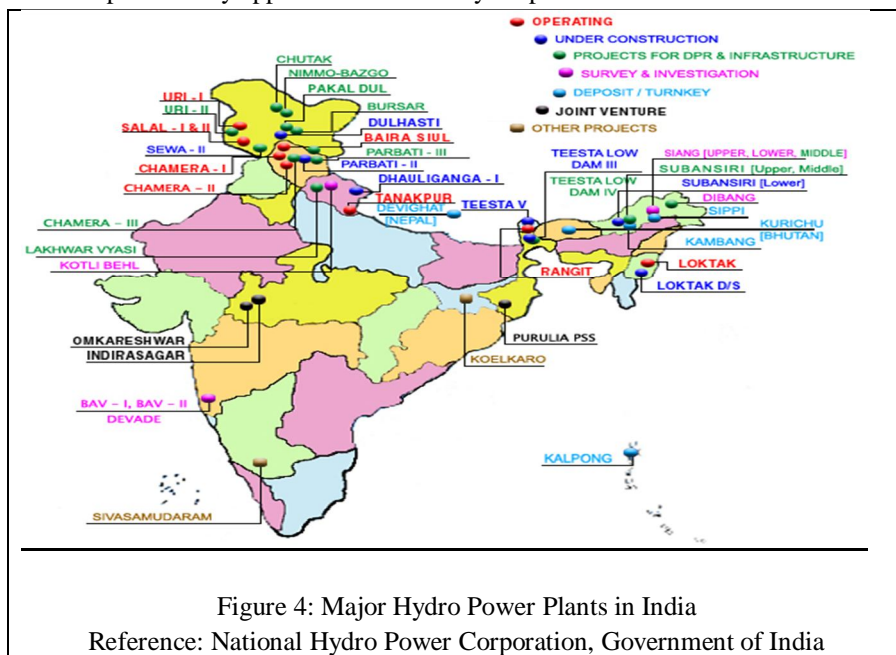 OPERATING
UNDER CONSTRUCTION
PROJECTS FOR DPR & INFRASTRUCTURE
SURVEY & INVESTIGATION
DEPOSIT / TURNKEY
JOINT VENTURE
OTHER PROJECTS
CHUTAK
NIMMO-BAZGO
PAKAL DUL
URI - I
URI - II
BURSAR
SALAL - I & II
DULHASTI
BAIRA SIUL
SEWA - II
PARBATI - III
CHAMERA - I
PARBATI - II
CHAMERA - II
DHAULIGANGA - I
TANAKPUR
DEVIGHAT
[NEPAL]
TEESTA V
TEESTA LOW
DAM III
TEESTA LOW
DAM IV
SIANG [UPPER, LOWER, MIDDLE]
SUBANSIRI [Upper, Middle]
SUBANSIRI [Lower]
DIBANG
SIPPI
KURICHU
[BHUTAN]
KAMBANG
CHAMERA - III
LAKHWAR VYASI
KOTLI BEHL
RANGIT
LOKTAK
LOKTAK D/S
OMKARESHWAR
INDIRASAGAR
PURULIA PSS
KOELKARO
BAV - I, BAV - II
DEVADE
KALPONG
SIVASAMUDARAM
Figure 4: Major Hydro Power Plants in India
Reference: National Hydro Power Corporation, Government of India